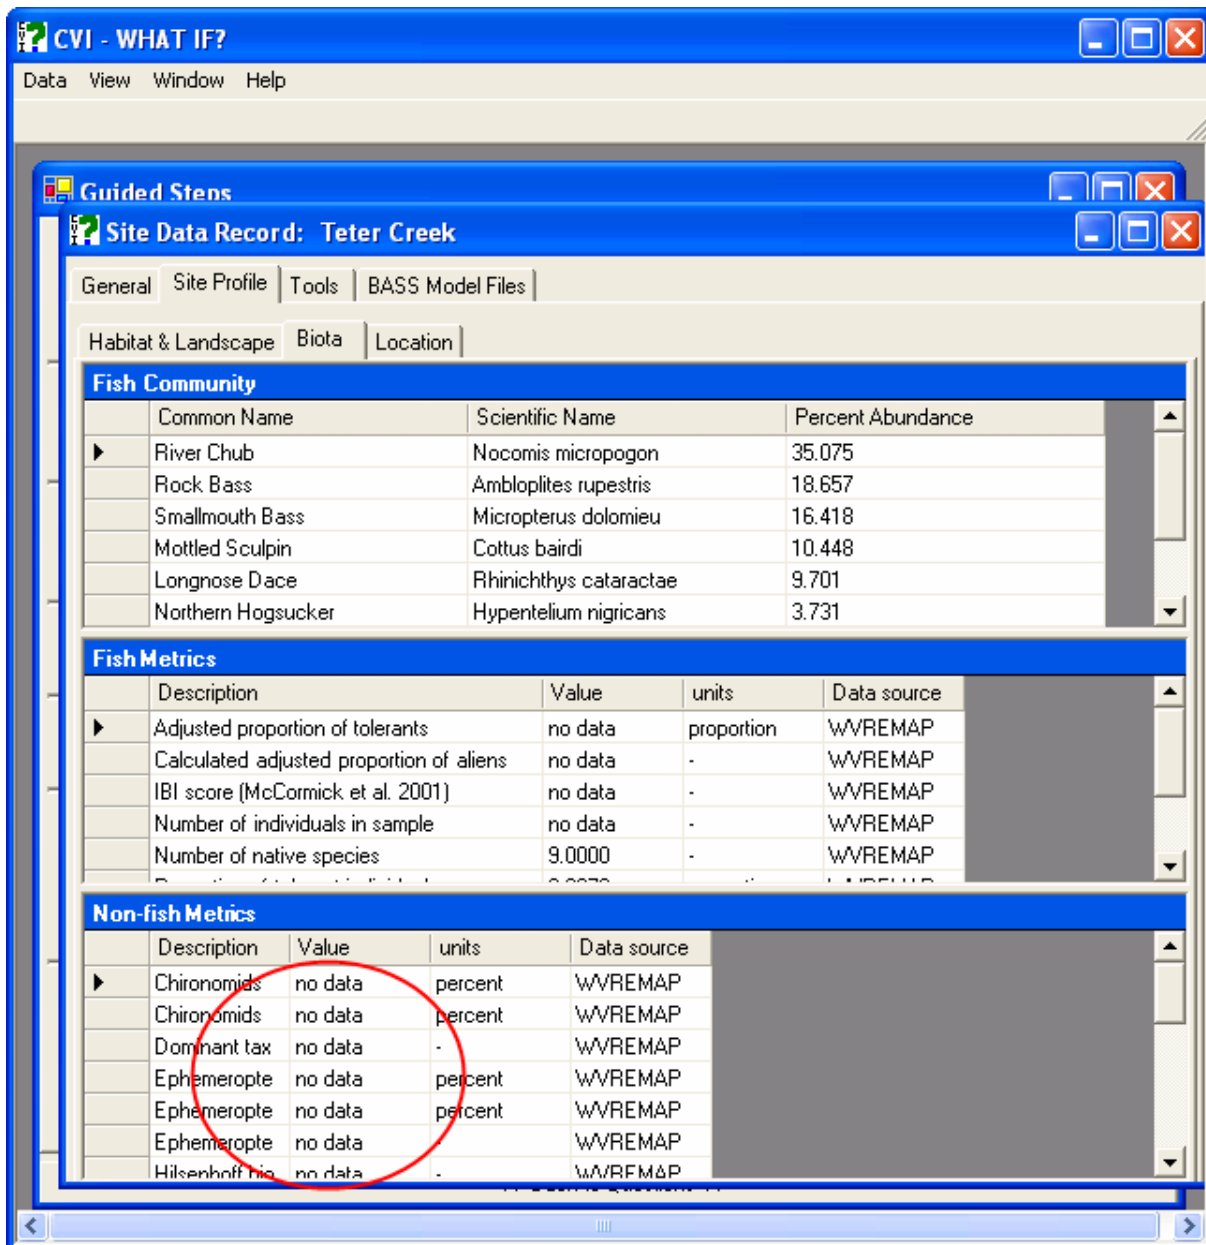 CVI - WHAT IF?
Data View Window Help
Guided Steps
Site Data Record: Teter Creek
General Site Profile Tools BASS Model Files
Habitat & Landscape Biota Location
Fish Community
Common Name Scientific Name Percent Abundance
River Chub Nocomis micropogon 35.075
Rock Bass Ambloplites rupestris 18.657
Smallmouth Bass Micropterus dolomieu 16.418
Mottled Sculpin Cottus bairdi 10.448
Longnose Dace Rhinichthys cataractae 9.701
Northern Hogsucker Hypentelium nigricans 3.731
Fish Metrics
Description Value units Data source
Adjusted proportion of tolerants no data proportion WVREMAP
Calculated adjusted proportion of aliens no data - WVREMAP
IBI score (McCormick et al. 2001) no data - WVREMAP
Number of individuals in sample no data - WVREMAP
Number of native species 9.0000 - WVREMAP
Non-fish Metrics
Description Value units Data source
Chironomids no data percent WVREMAP
Chironomids no data percent WVREMAP
Dominant tax no data - WVREMAP
Ephemeropte no data percent WVREMAP
Ephemeropte no data percent WVREMAP
Ephemeropte no data - WVREMAP
Hilsenhoff bio no data - WVREMAP